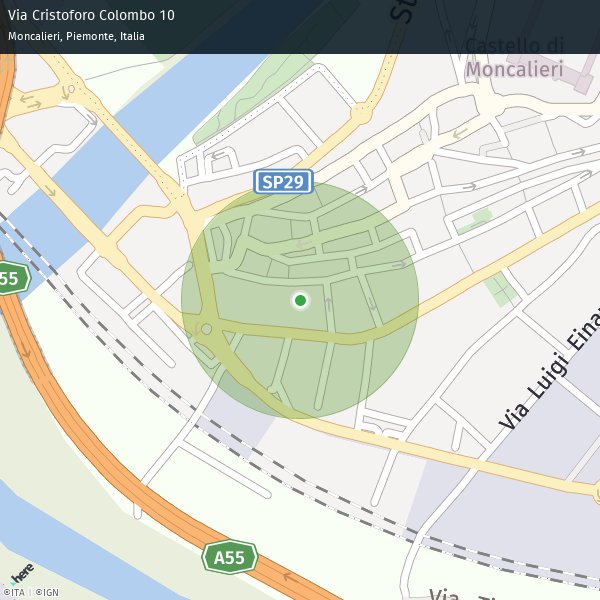 Via Cristoforo Colombo 10
Moncalieri, Piemonte, Italia
St
Castello di
Moncalieri
SP29
55
Via Luigi Einau
A55
Via
here
©ITA | ©IGN